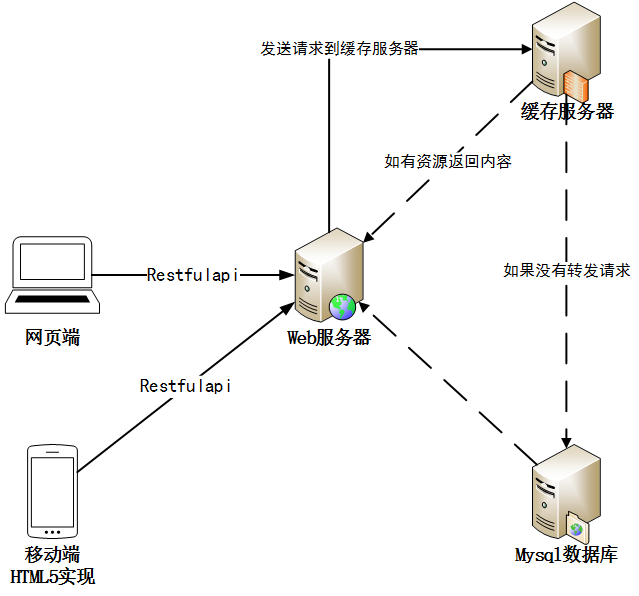 发送请求到缓存服务器
缓存服务器
如有资源返回内容
如果没有转发请求
Restfulapi
网页端
Web服务器
Restfulapi
移动端
HTML5实现
Mysql数据库